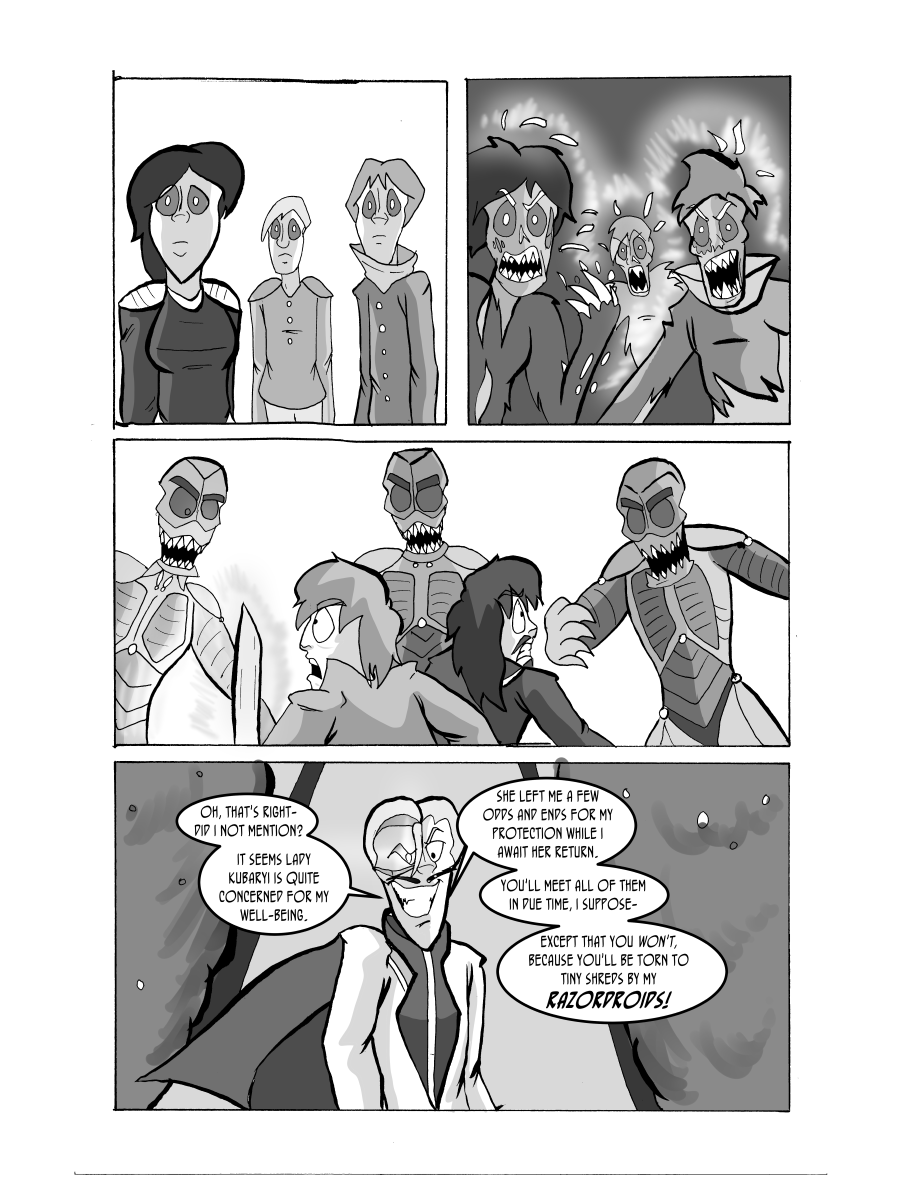 OH, THAT'S RIGHT-
DID I NOT MENTION?
IT SEEMS LADY
KUBARYI IS QUITE
CONCERNED FOR MY
WELL-BEING.
SHE LEFT ME A FEW
ODDS AND ENDS FOR MY
PROTECTION WHILE I
AWAIT HER RETURN.
YOU'LL MEET ALL OF THEM
IN DUE TIME, I SUPPOSE-
EXCEPT THAT YOU WON'T,
BECAUSE YOU'LL BE TORN TO
TINY SHREDS BY MY
RAZORDROIDS!